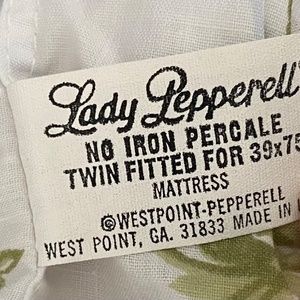 Lady Pepperell
NO IRON PERCALE
TWIN FITTED FOR 39x75
MATTRESS
©WESTPOINT-PEPPERELL
WEST POINT, GA. 31833 MADE IN